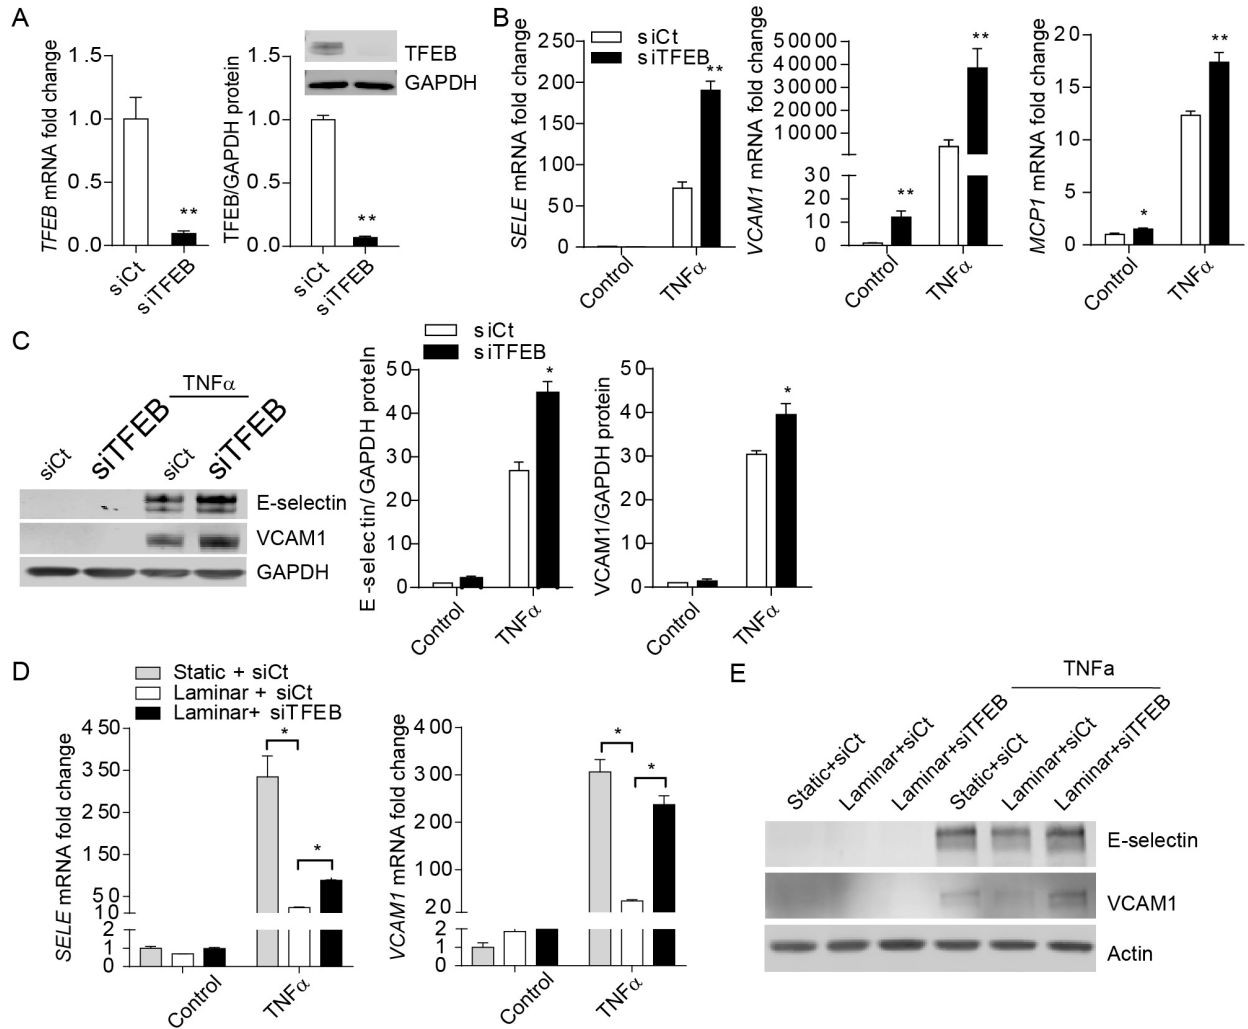 A
TFEB mRNA fold change
1.5
1.0
0.5
0.0
**
siCt
siTFEB
TFEB/GAPDH protein
1.5
1.0
0.5
0.0
**
siCt
siTFEB
TFEB
GAPDH
B
siCt
siTFEB
SELE mRNA fold change
250
200
150
100
50
0
**
Control
TNFα
VCAM1 mRNA fold change
50000
40000
30000
20000
10000
30
20
10
0
**
**
Control
TNFα
MCP1 mRNA fold change
20
15
10
5
0
*
**
Control
TNFα
C
TNFα
siCt
siTFEB
siCt
siTFEB
E-selectin
VCAM1
GAPDH
siCt
siTFEB
E-selectin/ GAPDH protein
50
40
30
20
10
0
*
Control
TNFα
VCAM1/GAPDH protein
50
40
30
20
10
0
*
Control
TNFα
D
Static + siCt
Laminar + siCt
Laminar+ siTFEB
SELE mRNA fold change
450
350
250
150
50
10
2
1
0
*
*
Control
TNFα
VCAM1 mRNA fold change
400
300
200
100
20
2
1
0
*
*
Control
TNFα
E
TNFa
Static+siCt
Laminar+siCt
Laminar+siTFEB
Static+siCt
Laminar+siCt
Laminar+siTFEB
E-selectin
VCAM1
Actin